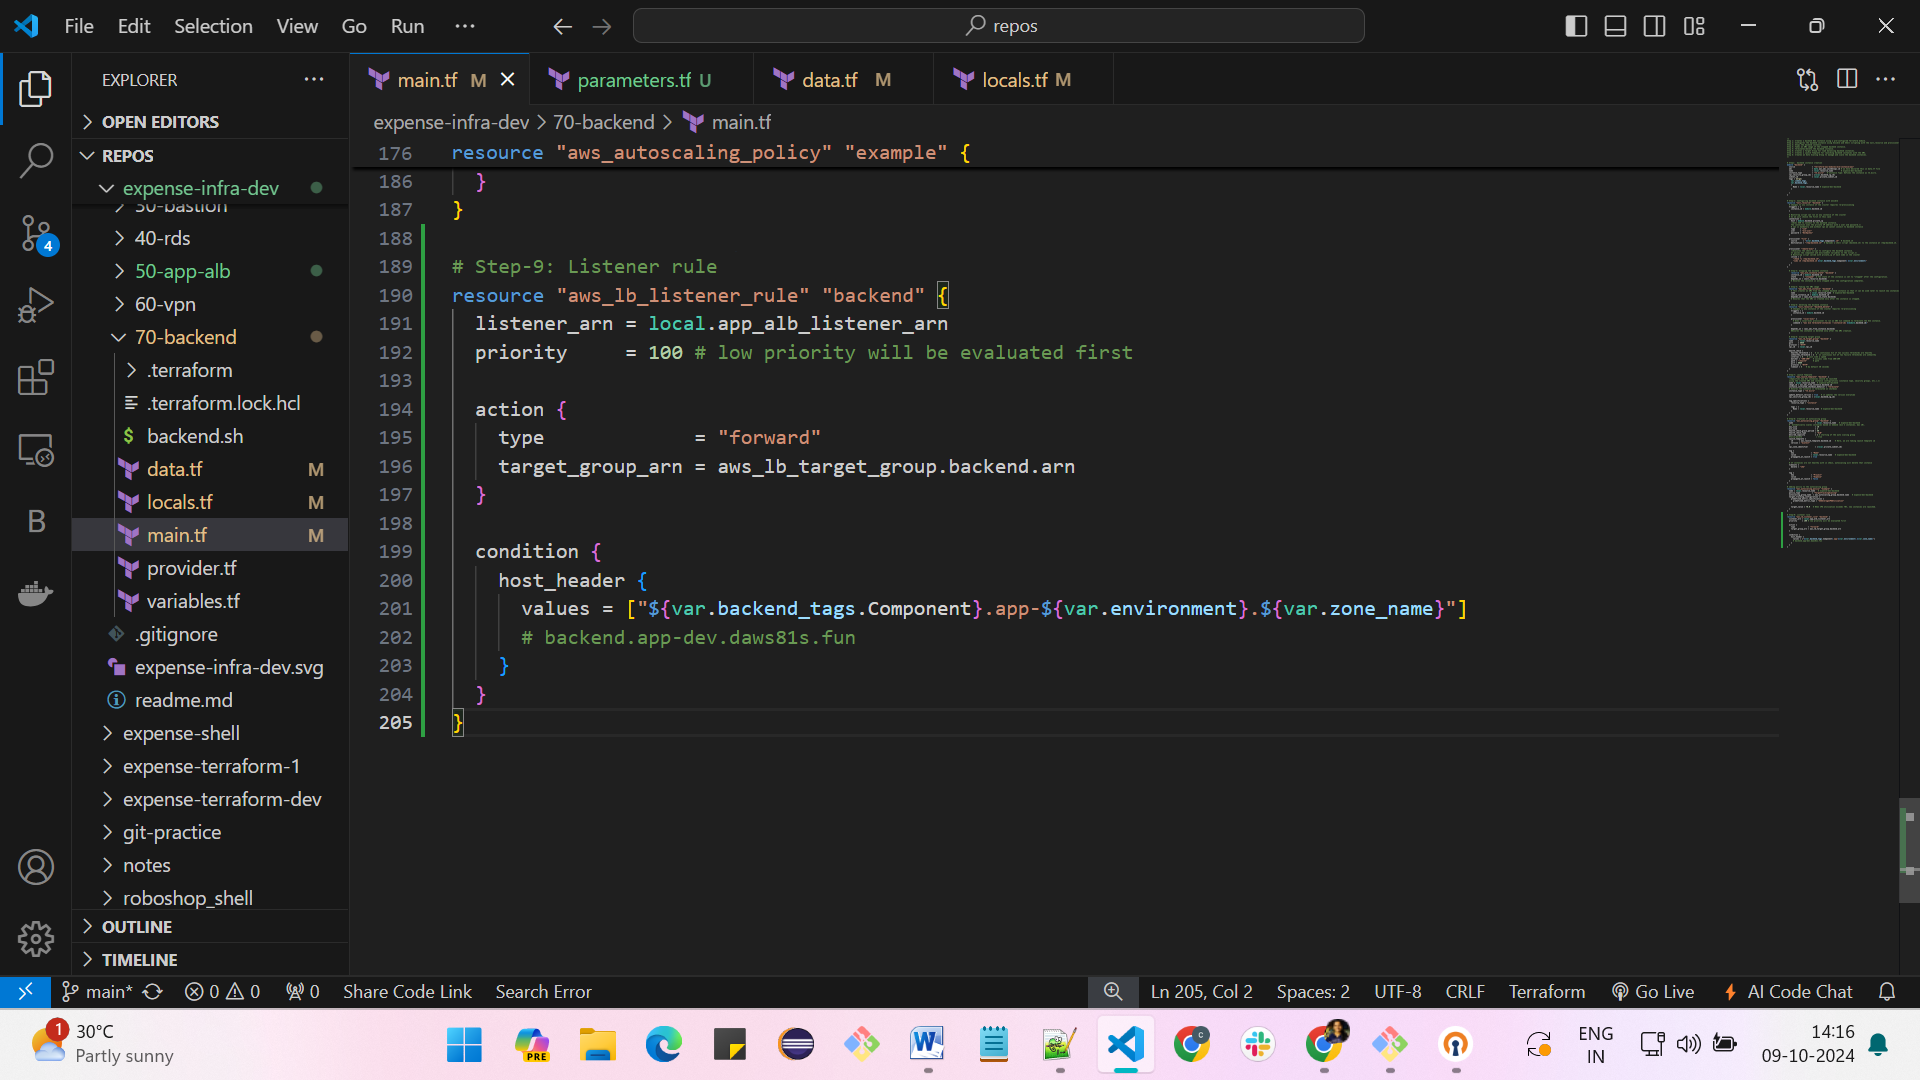 File Edit Selection View Go Run ···
repos
EXPLORER
OPEN EDITORS
REPOS
expense-infra-dev
30-bastion
40-rds
50-app-alb
60-vpn
70-backend
.terraform
.terraform.lock.hcl
$ backend.sh
data.tf M
locals.tf M
main.tf M
provider.tf
variables.tf
.gitignore
expense-infra-dev.svg
readme.md
expense-shell
expense-terraform-1
expense-terraform-dev
git-practice
notes
roboshop_shell
OUTLINE
TIMELINE
4
B
main.tf M parameters.tf U data.tf M locals.tf M
expense-infra-dev > 70-backend > main.tf
176 resource "aws_autoscaling_policy" "example" {
186 }
187 }
188
189 # Step-9: Listener rule
190 resource "aws_lb_listener_rule" "backend" {
191 listener_arn = local.app_alb_listener_arn
192 priority     = 100 # low priority will be evaluated first
193
194 action {
195 type             = "forward"
196 target_group_arn = aws_lb_target_group.backend.arn
197 }
198
199 condition {
200 host_header {
201 values = ["${var.backend_tags.Component}.app-${var.environment}.${var.zone_name}"]
202 # backend.app-dev.daws81s.fun
203 }
204 }
205 }
main* 0 0 0 Share Code Link Search Error
Ln 205, Col 2 Spaces: 2 UTF-8 CRLF Terraform Go Live AI Code Chat
1 30°C
Partly sunny
PRE
W
C
ENG
IN
14:16
09-10-2024